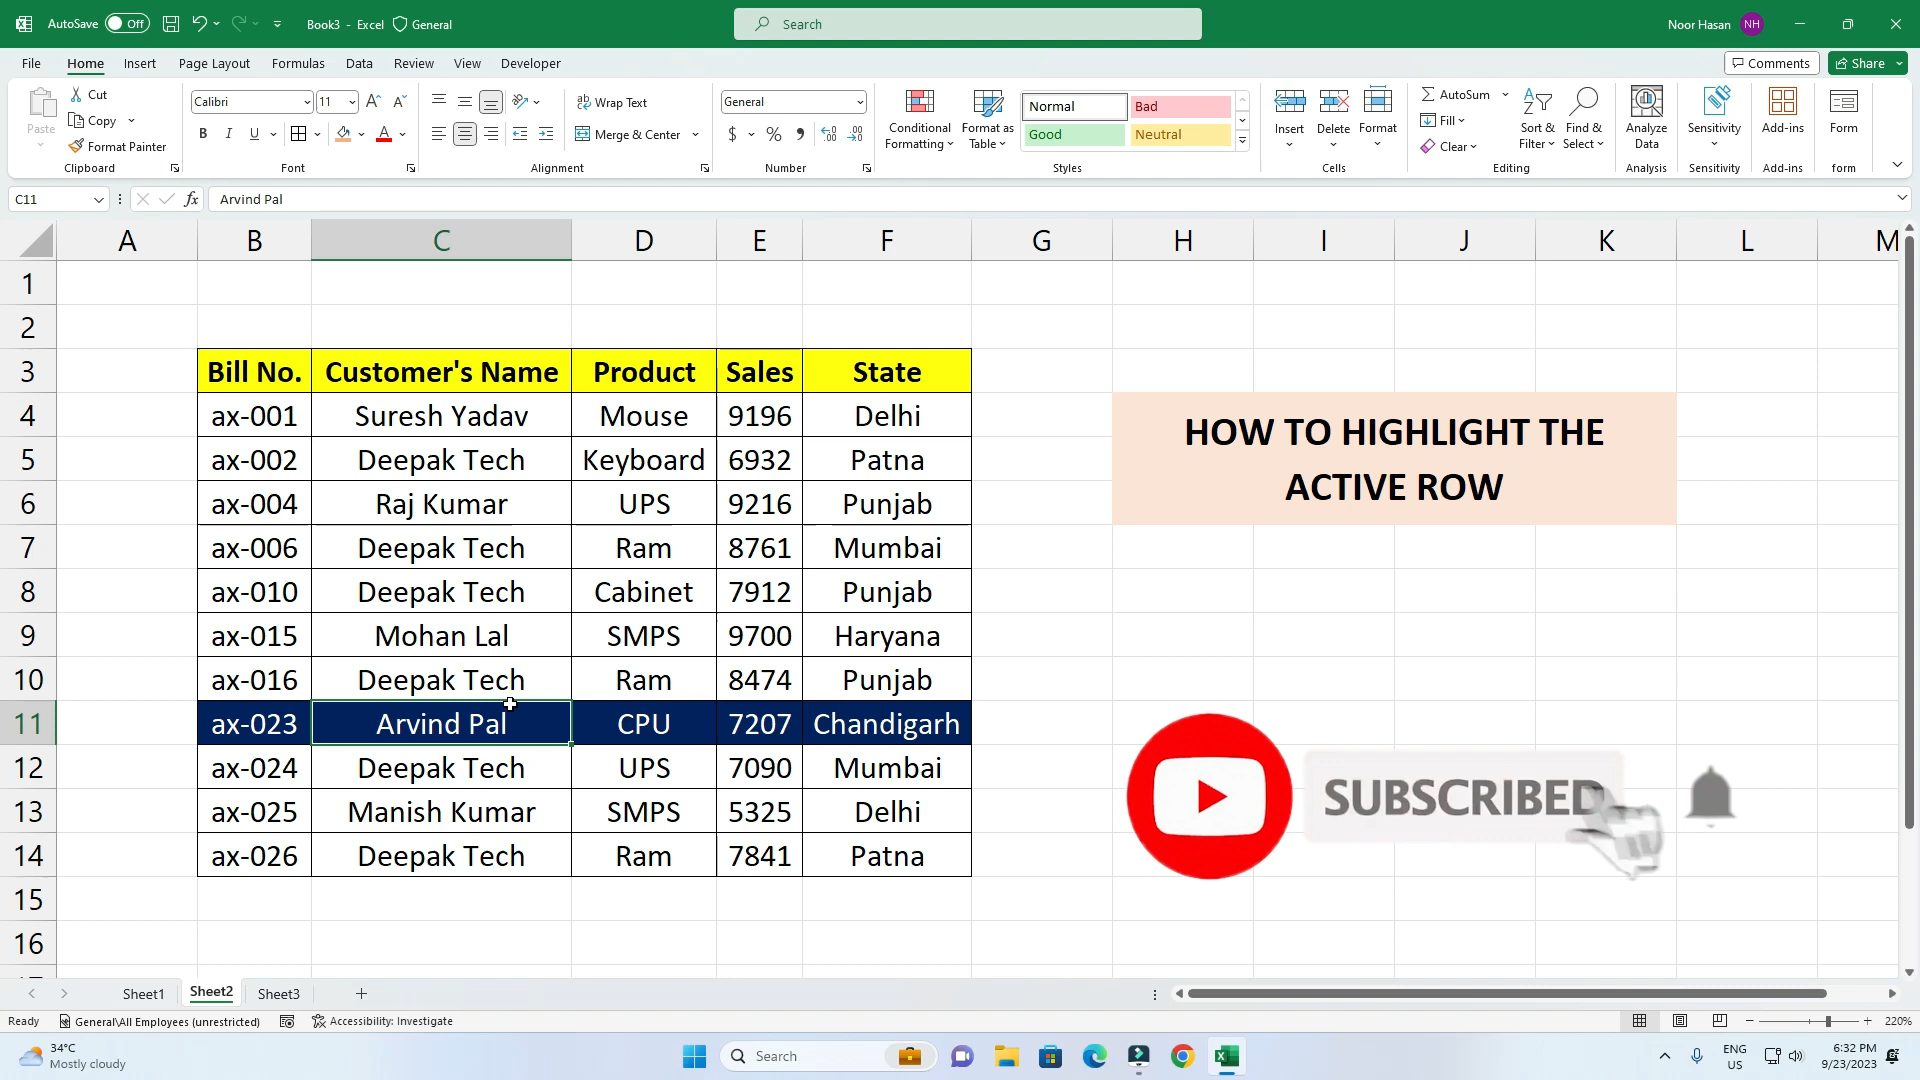 AutoSave Off Book3 - Excel General Search Noor Hasan NH
File Home Insert Page Layout Formulas Data Review View Developer Comments Share
Paste Cut Copy Format Painter Clipboard
Calibri 11 B I U A Font
Wrap Text Merge & Center Alignment
General $ % Number
Conditional Formatting Format as Table Normal Bad Good Neutral Styles
Insert Delete Format Cells
AutoSum Fill Clear Sort & Filter Find & Select Editing
Analyze Data Analysis
Sensitivity Sensitivity
Add-ins Add-ins
Form form
C11 fx Arvind Pal
A B C D E F G H I J K L M
1
2
3 Bill No. Customer's Name Product Sales State
4 ax-001 Suresh Yadav Mouse 9196 Delhi
5 ax-002 Deepak Tech Keyboard 6932 Patna
6 ax-004 Raj Kumar UPS 9216 Punjab
7 ax-006 Deepak Tech Ram 8761 Mumbai
8 ax-010 Deepak Tech Cabinet 7912 Punjab
9 ax-015 Mohan Lal SMPS 9700 Haryana
10 ax-016 Deepak Tech Ram 8474 Punjab
11 ax-023 Arvind Pal CPU 7207 Chandigarh
12 ax-024 Deepak Tech UPS 7090 Mumbai
13 ax-025 Manish Kumar SMPS 5325 Delhi
14 ax-026 Deepak Tech Ram 7841 Patna
15
16
HOW TO HIGHLIGHT THE
ACTIVE ROW
SUBSCRIBED
Sheet1 Sheet2 Sheet3
Ready General\All Employees (unrestricted) Accessibility: Investigate 220%
34°C
Mostly cloudy
Search
ENG
US
6:32 PM
9/23/2023